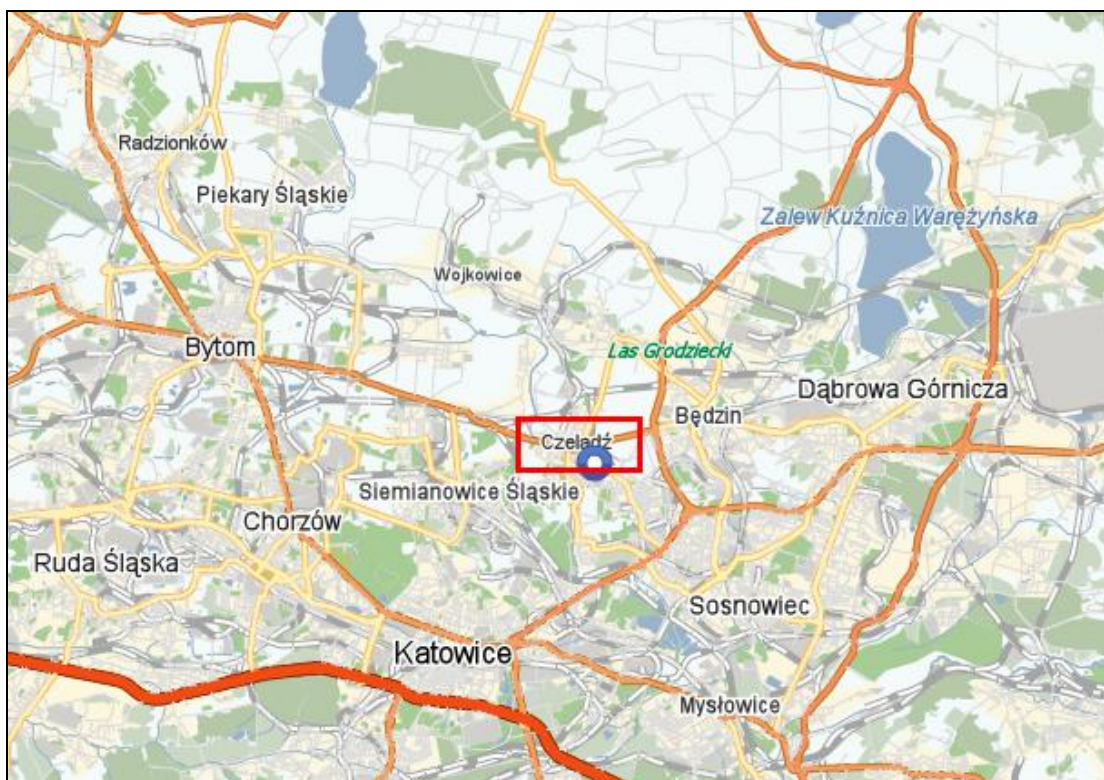 Radzionków
Piekary Śląskie
Zalew Kuźnica Warężyńska
Wojkowice
Bytom
Las Grodziecki
Dąbrowa Górnicza
Będzin
Czeladź
Siemianowice Śląskie
Chorzów
Ruda Śląska
Sosnowiec
Katowice
Mysłowice